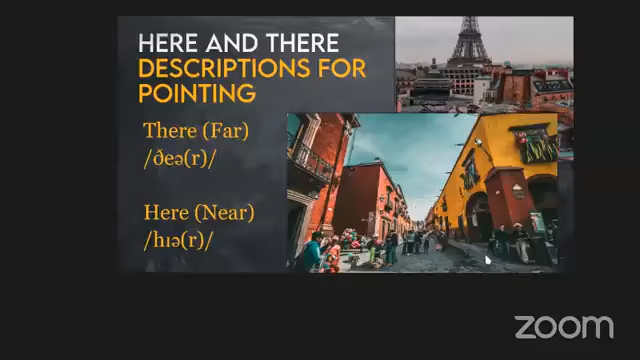 HERE AND THERE
DESCRIPTIONS FOR
POINTING
There (Far)
/ðeə(r)/
Here (Near)
/hɪə(r)/
zoom